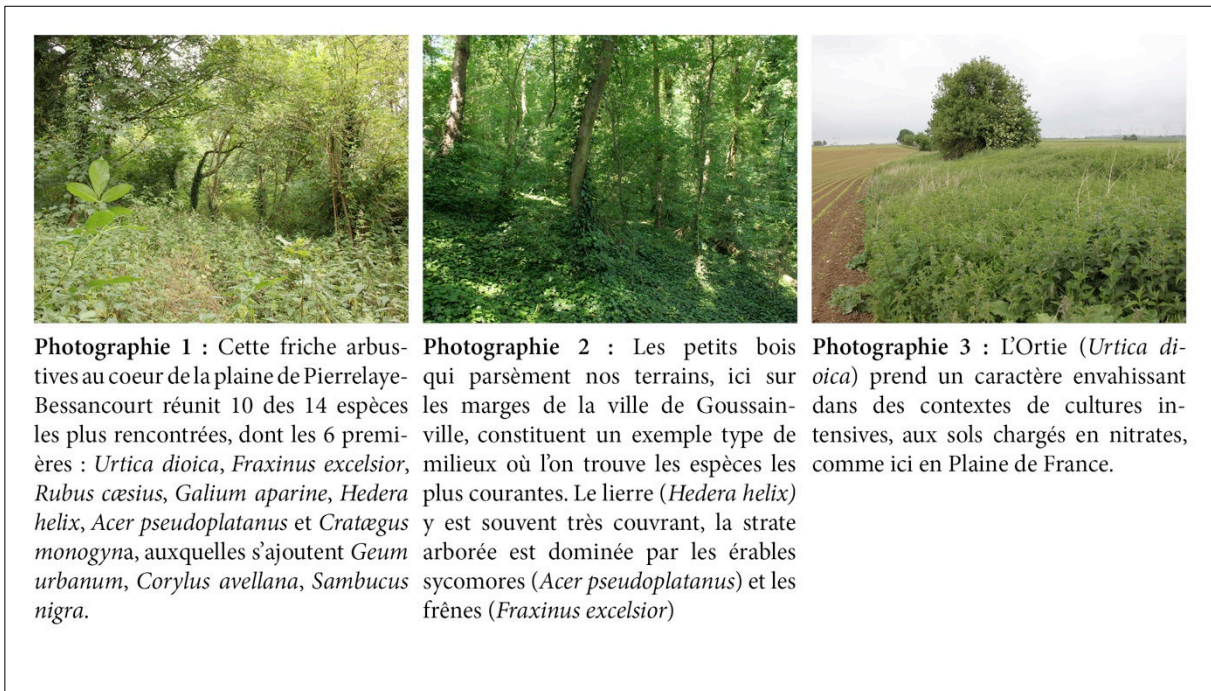 Photographie 1 : Cette friche arbus-
tives au coeur de la plaine de Pierrelaye-
Bessancourt réunit 10 des 14 espèces
les plus rencontrées, dont les 6 premi-
ères : Urtica dioica, Fraxinus excelsior,
Rubus cæsius, Galium aparine, Hedera
helix, Acer pseudoplatanus et Cratægus
monogyna, auxquelles s'ajoutent Geum
urbanum, Corylus avellana, Sambucus
nigra.
Photographie 2 : Les petits bois
qui parsèment nos terrains, ici sur
les marges de la ville de Goussain-
ville, constituent un exemple type de
milieu où l'on trouve les espèces les
plus courantes. Le lierre (Hedera helix)
y est souvent très couvrant, la strate
arborée est dominée par les érables
sycomores (Acer pseudoplatanus) et les
frênes (Fraxinus excelsior)
Photographie 3 : L'Ortie (Urtica di-
oica) prend un caractère envahissant
dans des contextes de cultures in-
tensives, aux sols chargés en nitrates,
comme ici en Plaine de France.